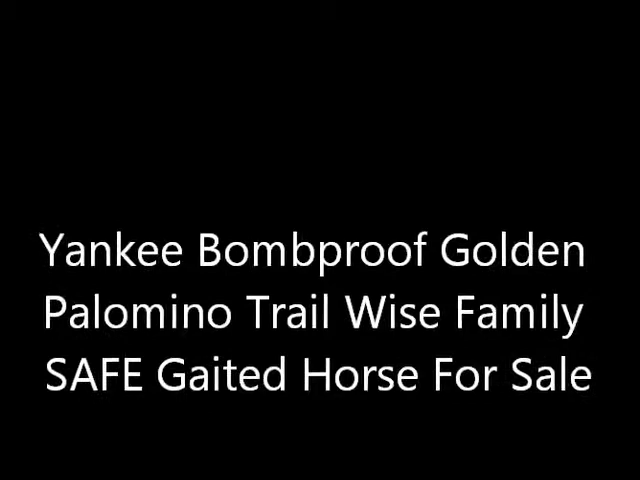 Yankee Bombproof Golden
Palomino Trail Wise Family
SAFE Gaited Horse For Sale